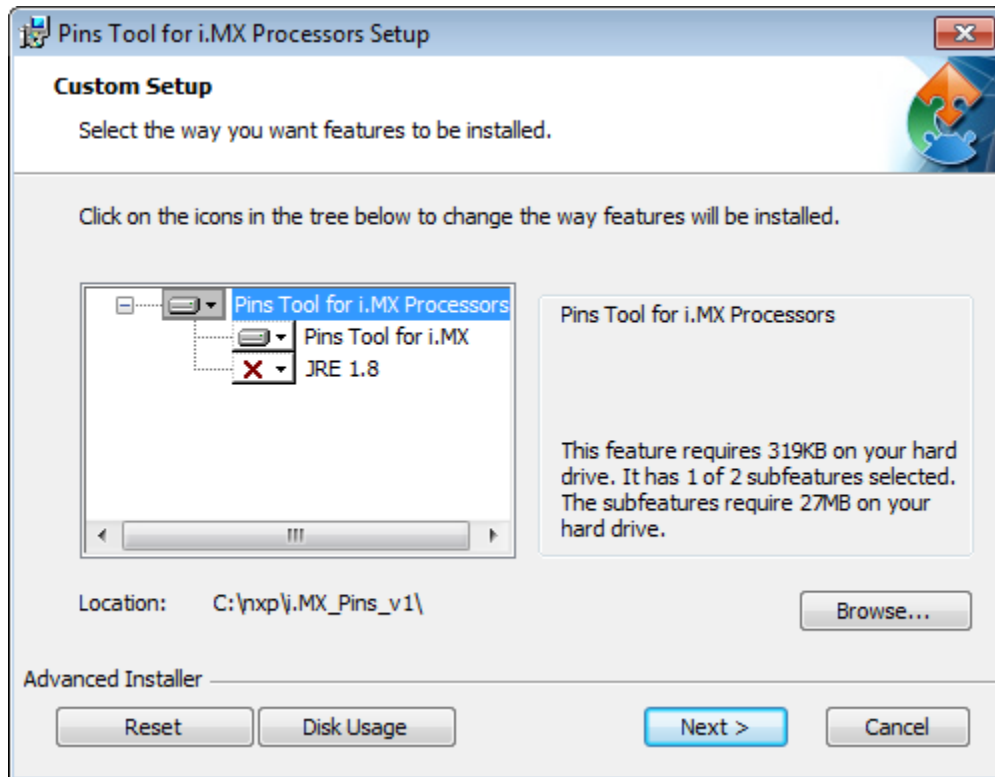 Pins Tool for i.MX Processors Setup
Custom Setup
Select the way you want features to be installed.
Click on the icons in the tree below to change the way features will be installed.
Pins Tool for i.MX Processors
Pins Tool for i.MX
JRE 1.8
Pins Tool for i.MX Processors
This feature requires 319KB on your hard
drive. It has 1 of 2 subfeatures selected.
The subfeatures require 27MB on your
hard drive.
Location: C:\nxp\i.MX_Pins_v1\
Browse...
Advanced Installer
Reset Disk Usage Next > Cancel